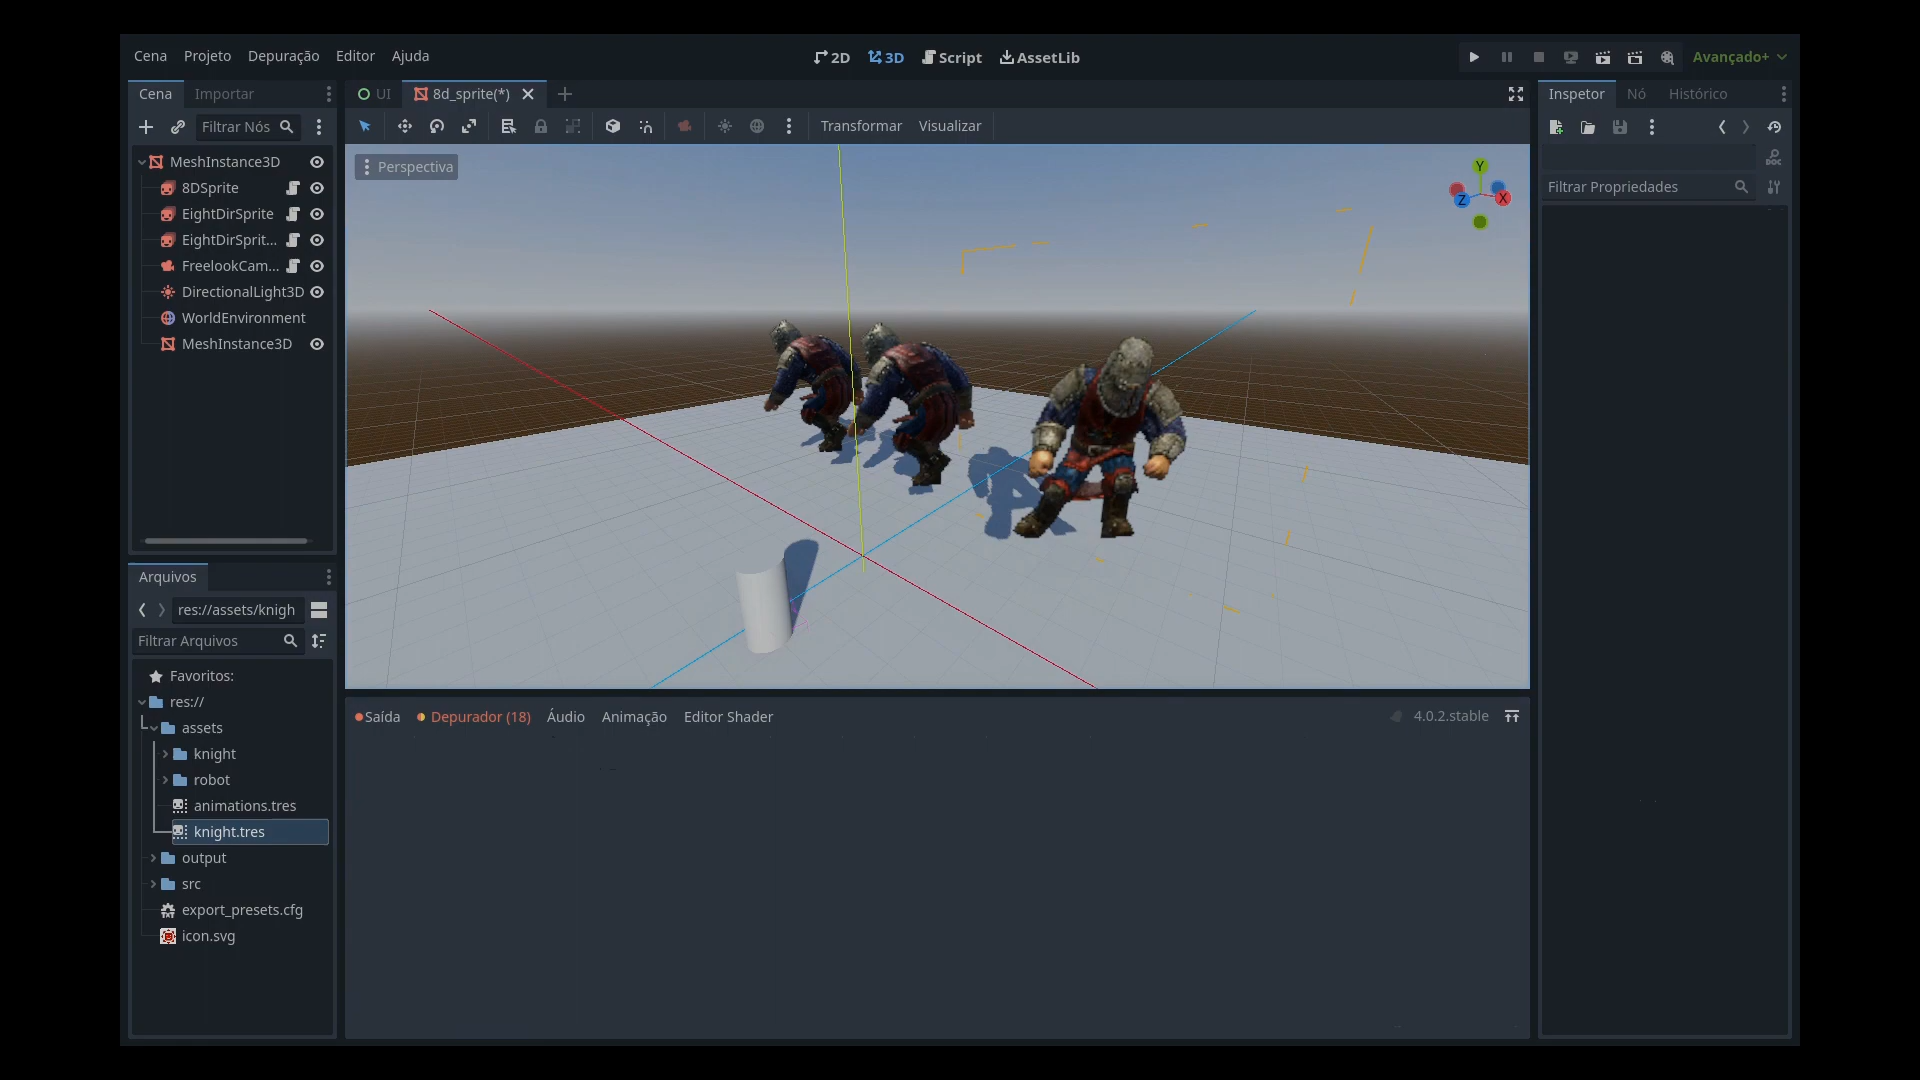 Cena Projeto Depuração Editor Ajuda
2D 3D Script AssetLib
Avançado+
Cena Importar
Filtrar Nós
MeshInstance3D
8DSprite
EightDirSprite
EightDirSprit...
FreelookCam...
DirectionalLight3D
WorldEnvironment
MeshInstance3D
Arquivos
res://assets/knigh
Filtrar Arquivos
Favoritos:
res://
assets
knight
robot
animations.tres
knight.tres
output
src
export_presets.cfg
icon.svg
UI 8d_sprite(*)
Transformar Visualizar
Perspectiva
Y
Z X
Saída Depurador (18) Áudio Animação Editor Shader
4.0.2.stable
Inspetor Nó Histórico
DOC
Filtrar Propriedades